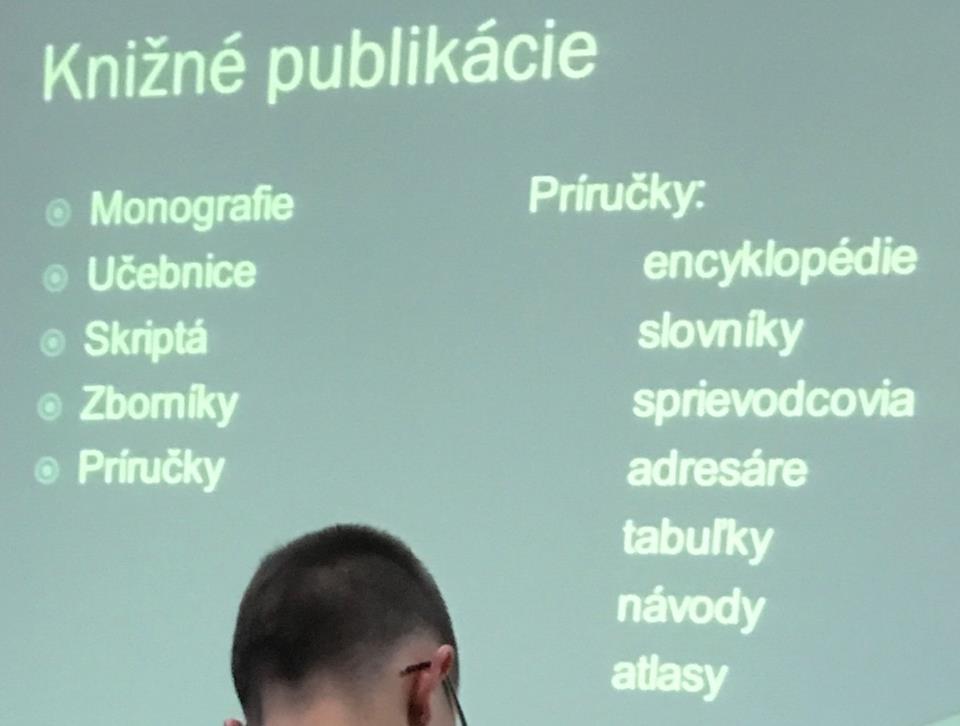 Knižné publikácie
Monografie
Učebnice
Skriptá
Zborníky
Príručky
Príručky:
encyklopédie
slovníky
sprievodcovia
adresáre
tabuľky
návody
atlasy